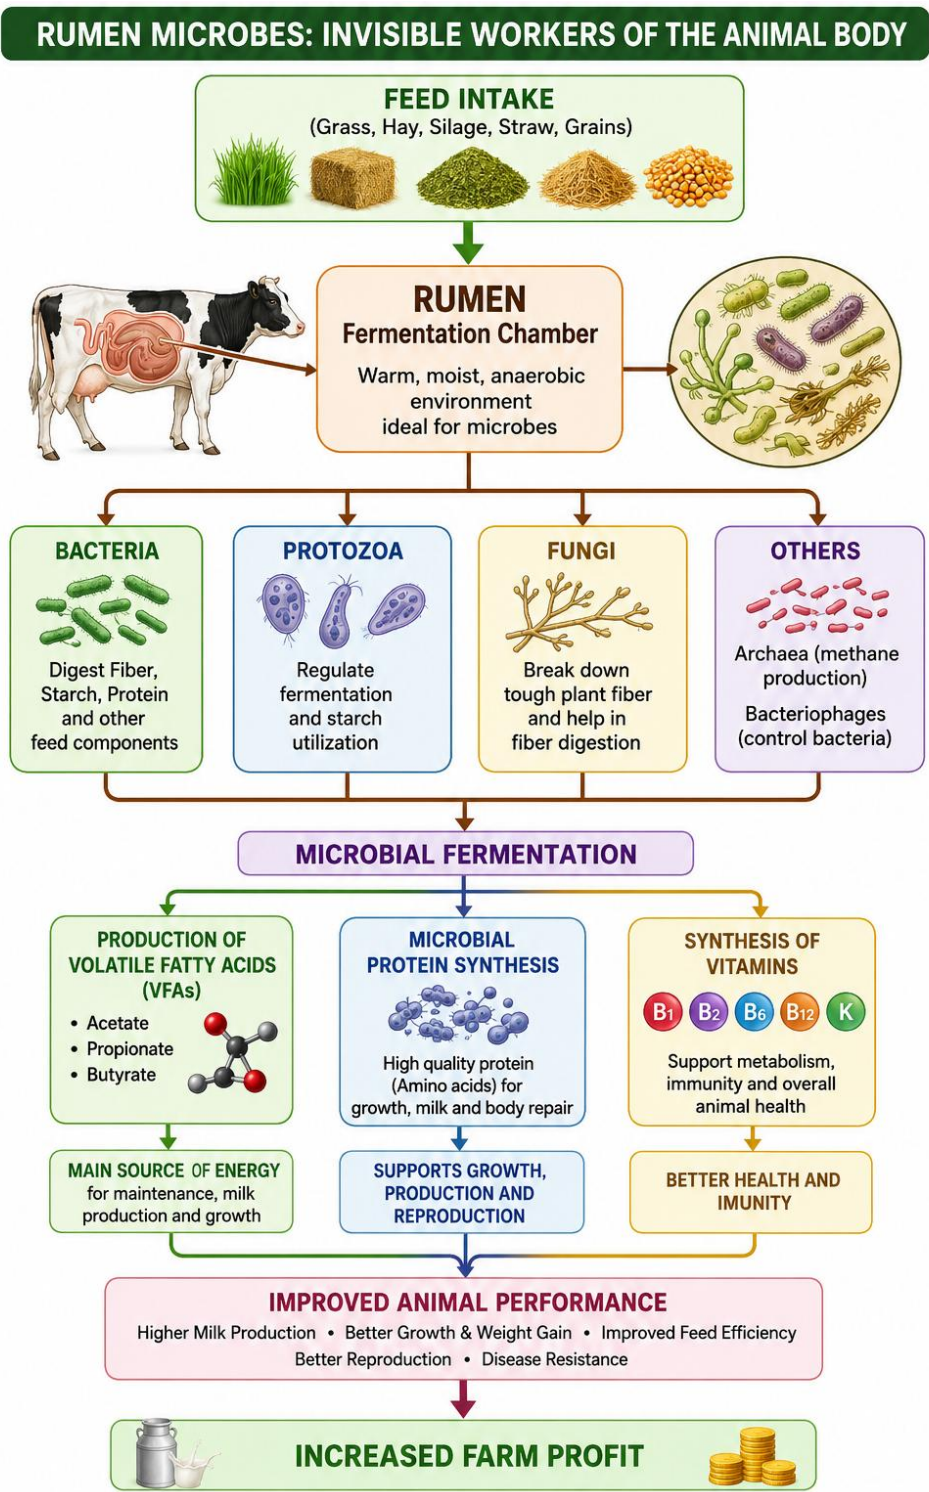 RUMEN MICROBES: INVISIBLE WORKERS OF THE ANIMAL BODY
FEED INTAKE
(Grass, Hay, Silage, Straw, Grains)
RUMEN
Fermentation Chamber
Warm, moist, anaerobic
environment
ideal for microbes
BACTERIA
Digest Fiber,
Starch, Protein
and other
feed components
PROTOZOA
Regulate
fermentation
and starch
utilization
FUNGI
Break down
tough plant fiber
and help in
fiber digestion
OTHERS
Archaea (methane
production)
Bacteriophages
(control bacteria)
MICROBIAL FERMENTATION
PRODUCTION OF
VOLATILE FATTY ACIDS
(VFAs)
• Acetate
• Propionate
• Butyrate
MICROBIAL
PROTEIN SYNTHESIS
High quality protein
(Amino acids) for
growth, milk and body repair
SYNTHESIS OF
VITAMINS
B1 B2 B6 B12 K
Support metabolism,
immunity and overall
animal health
MAIN SOURCE OF ENERGY
for maintenance, milk
production and growth
SUPPORTS GROWTH,
PRODUCTION AND
REPRODUCTION
BETTER HEALTH AND
IMUNITY
IMPROVED ANIMAL PERFORMANCE
Higher Milk Production • Better Growth & Weight Gain • Improved Feed Efficiency
Better Reproduction • Disease Resistance
INCREASED FARM PROFIT